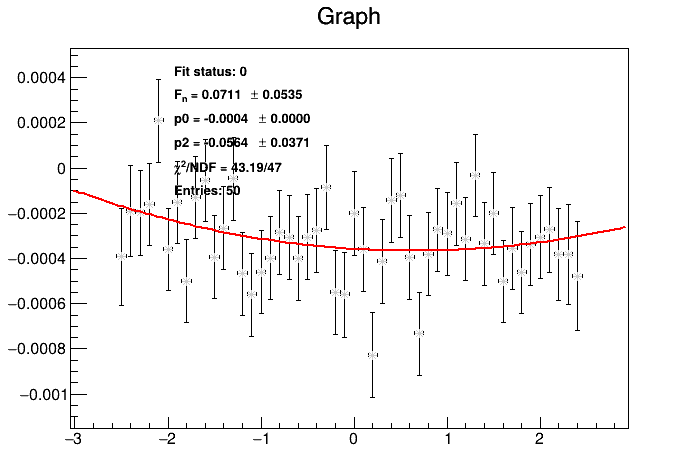 Graph
Fit status: 0
Fn = 0.0711 ± 0.0535
p0 = -0.0004 ± 0.0000
p2 = -0.0564 ± 0.0371
χ²/NDF = 43.19/47
Entries: 50
0.0004
0.0002
0
−0.0002
−0.0004
−0.0006
−0.0008
−0.001
−3 −2 −1 0 1 2